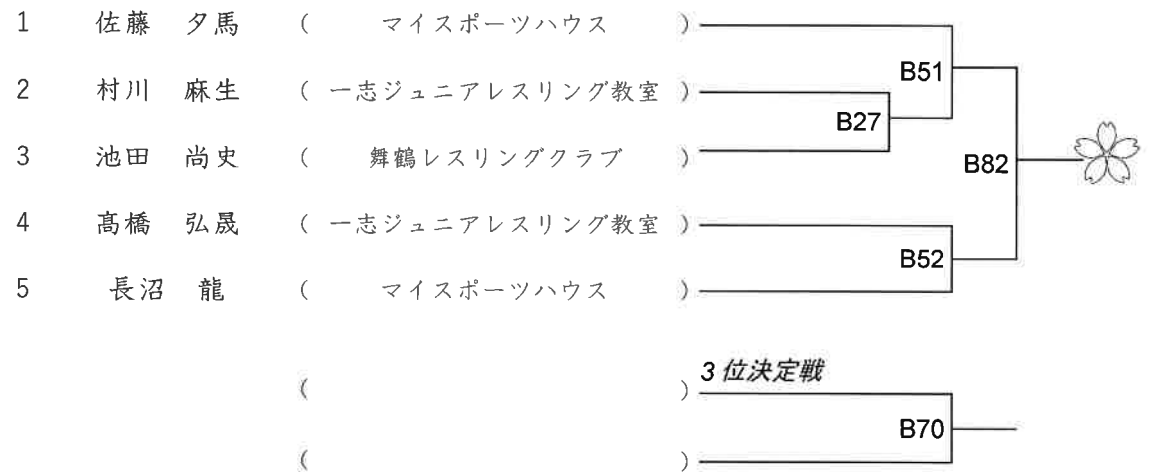 1 佐藤 夕馬 ( マイスポーツハウス )
B51
2 村川 麻生 ( 一志ジュニアレスリング教室 )
B27
3 池田 尚史 ( 舞鶴レスリングクラブ )
B82
4 髙橋 弘晟 ( 一志ジュニアレスリング教室 )
B52
5 長沼 龍 ( マイスポーツハウス )
3位決定戦
( )
B70
( )